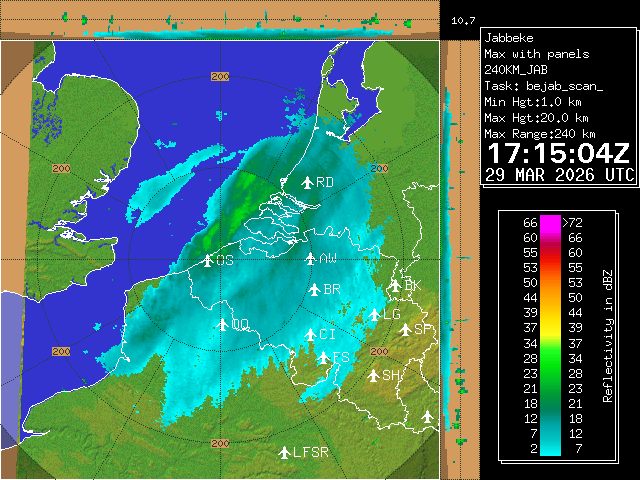 10.7
Jabbeke
Max with panels
240KM_JAB
Task: bejab_scan_
Min Hgt:1.0 km
Max Hgt:20.0 km
Max Range:240 km
17:15:04Z
29 MAR 2026 UTC
200
200
200
RD
OS
AW
BR
BK
LG
OO
CI
SP
200
FS
200
SH
200
LFSR
66 >72
60 66
55 60
53 55
50 53
44 50
39 44
37 39
34 37
28 34
23 28
21 23
18 21
12 18
7 12
2 7
Reflectivity in dBZ